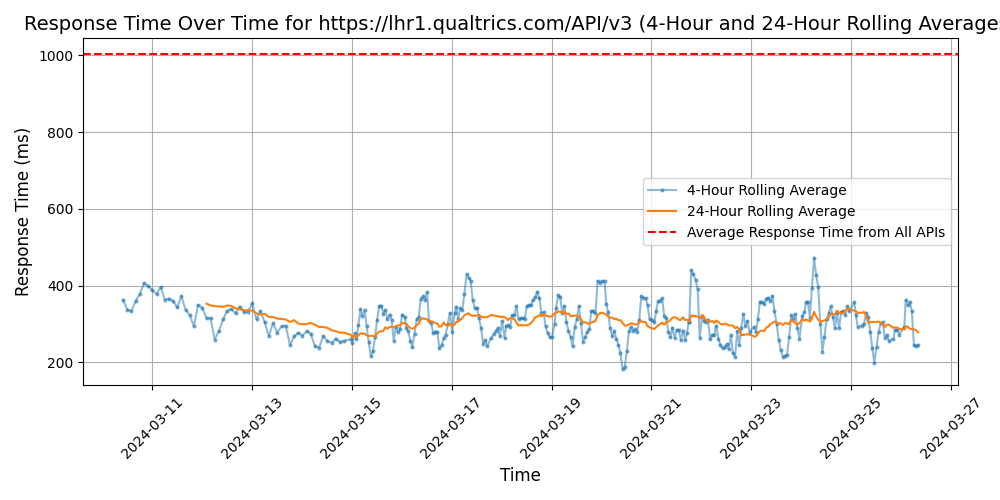 Response Time Over Time for https://lhr1.qualtrics.com/API/v3 (4-Hour and 24-Hour Rolling Average
1000
800
600
400
200
Response Time (ms)
4-Hour Rolling Average
24-Hour Rolling Average
Average Response Time from All APIs
2024-03-11
2024-03-13
2024-03-15
2024-03-17
2024-03-19
2024-03-21
2024-03-23
2024-03-25
2024-03-27
Time